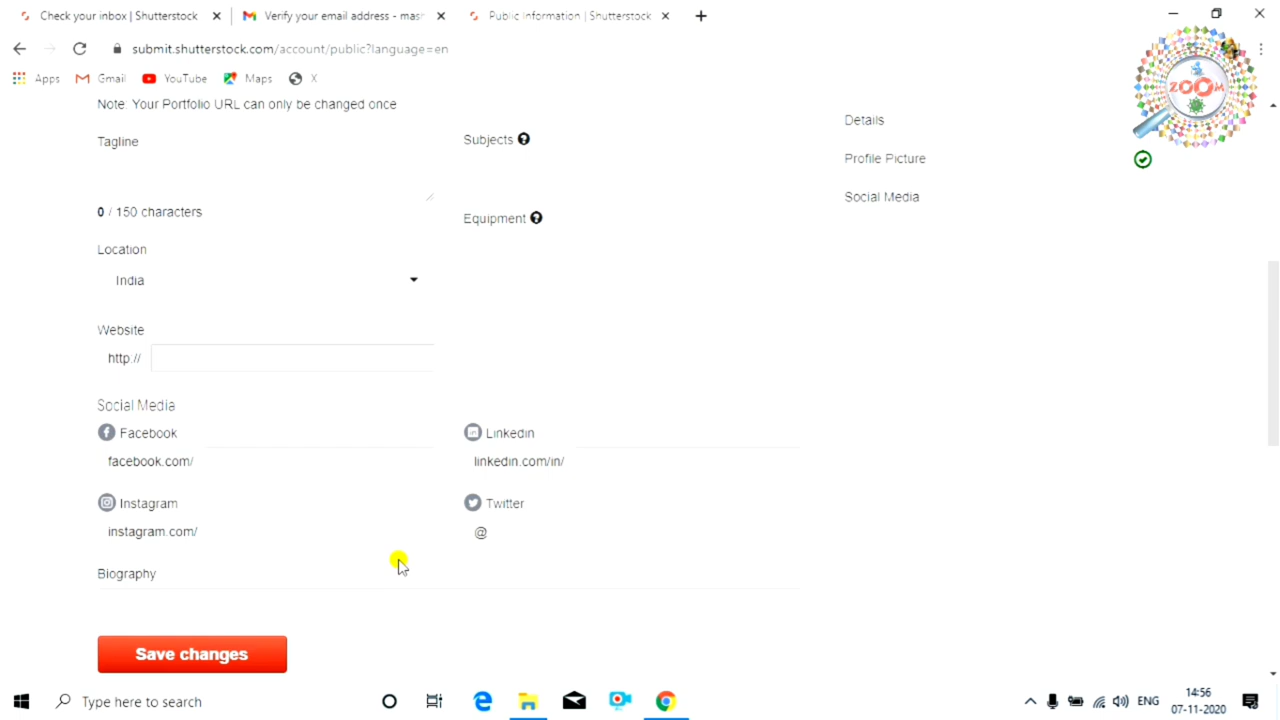 Check your inbox | Shutterstock
Verify your email address - mas
Public Information | Shutterstock
submit.shutterstock.com/account/public?language=en
Apps
Gmail
YouTube
Maps
X
ZOOM
Note: Your Portfolio URL can only be changed once
Tagline
Subjects
Details
Profile Picture
0 / 150 characters
Equipment
Social Media
Location
India
Website
http://
Social Media
Facebook
Linkedin
facebook.com/
linkedin.com/in/
Instagram
Twitter
instagram.com/
@
Biography
Save changes
Type here to search
ENG
14:56
07-11-2020